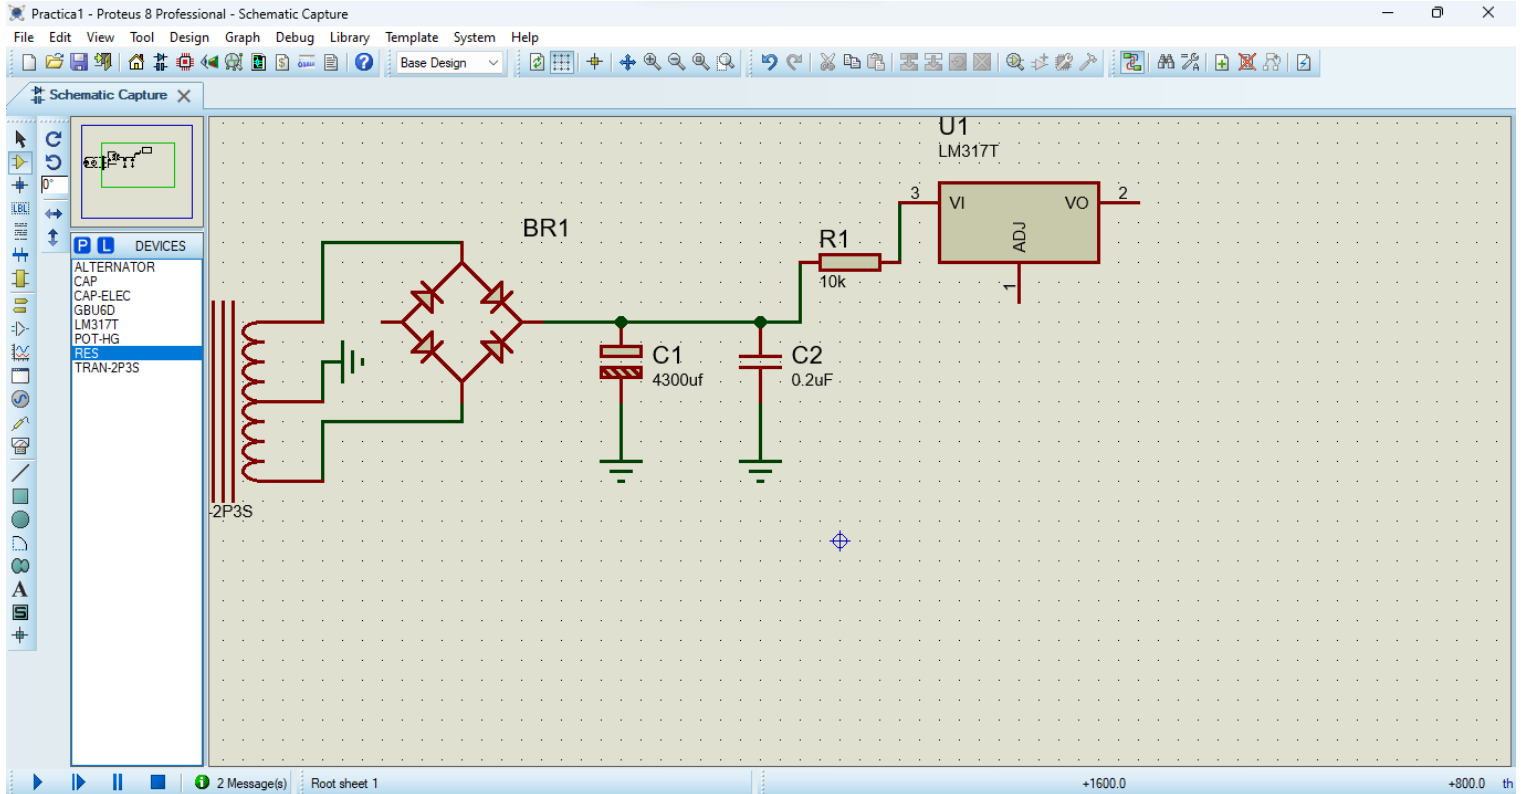 Practica1 - Proteus 8 Professional - Schematic Capture
File Edit View Tool Design Graph Debug Library Template System Help
Base Design
Schematic Capture
0°
LBL
P L DEVICES
ALTERNATOR
CAP
CAP-ELEC
GBU6D
LM317T
POT-HG
RES
TRAN-2P3S
A
S
U1
LM317T
3 VI VO 2
ADJ
1
BR1
R1
10k
C1
4300uf
C2
0.2uF
-2P3S
2 Message(s) Root sheet 1 +1600.0 +800.0 th